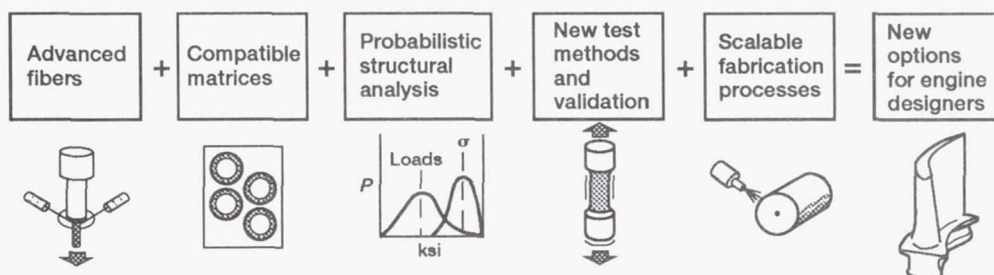 Advanced
fibers
+
Compatible
matrices
+
Probabilistic
structural
analysis
+
New test
methods
and
validation
+
Scalable
fabrication
processes
=
New
options
for engine
designers
Loads
σ
P
ksi